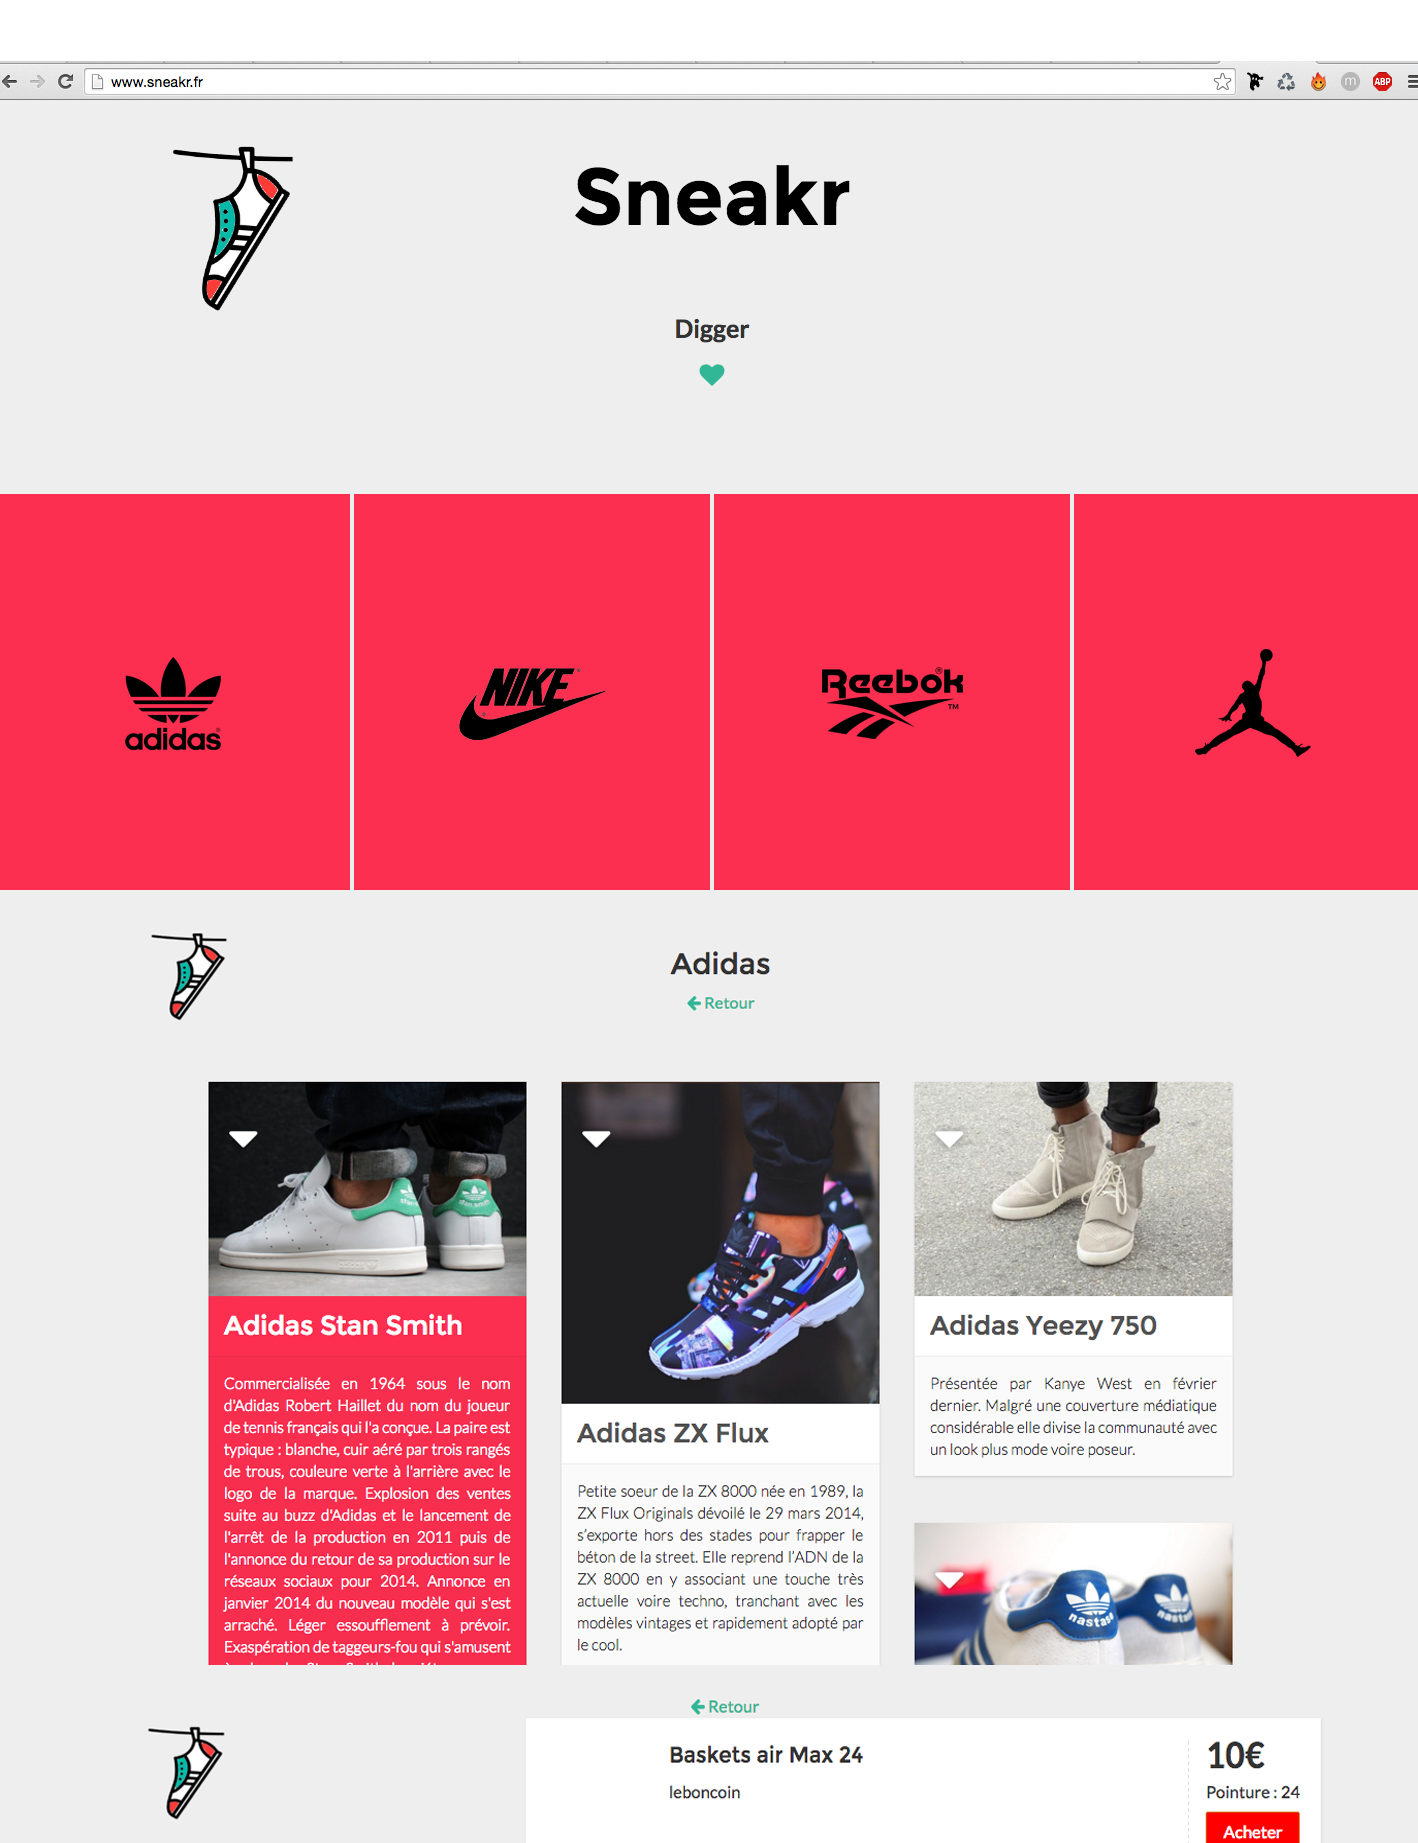 www.sneakr.fr
ABP
Sneakr
Digger
adidas
NIKE
Reebok
Adidas
Retour
Adidas Stan Smith
Commercialisée en 1964 sous le nom
d'Adidas Robert Haillet du nom du joueur
de tennis français qui l'a conçue. La paire est
typique : blanche, cuir aéré par trois rangés
de trous, couleure verte à l'arrière avec le
logo de la marque. Explosion des ventes
suite au buzz d'Adidas et le lancement de
l'arrêt de la production en 2011 puis de
l'annonce du retour de sa production sur le
réseaux sociaux pour 2014. Annonce en
janvier 2014 du nouveau modèle qui s'est
arraché. Léger essoufflement à prévoir.
Exaspération de taggeurs-fou qui s'amusent
Adidas ZX Flux
Petite soeur de la ZX 8000 née en 1989, la
ZX Flux Originals dévoilé le 29 mars 2014,
s'exporte hors des stades pour frapper le
béton de la street. Elle reprend l'ADN de la
ZX 8000 en y associant une touche très
actuelle voire techno, tranchant avec les
modèles vintages et rapidement adopté par
le cool.
Adidas Yeezy 750
Présentée par Kanye West en février
dernier. Malgré une couverture médiatique
considérable elle divise la communauté avec
un look plus mode voire poseur.
nastase
Retour
Baskets air Max 24
leboncoin
10€
Pointure : 24
Acheter